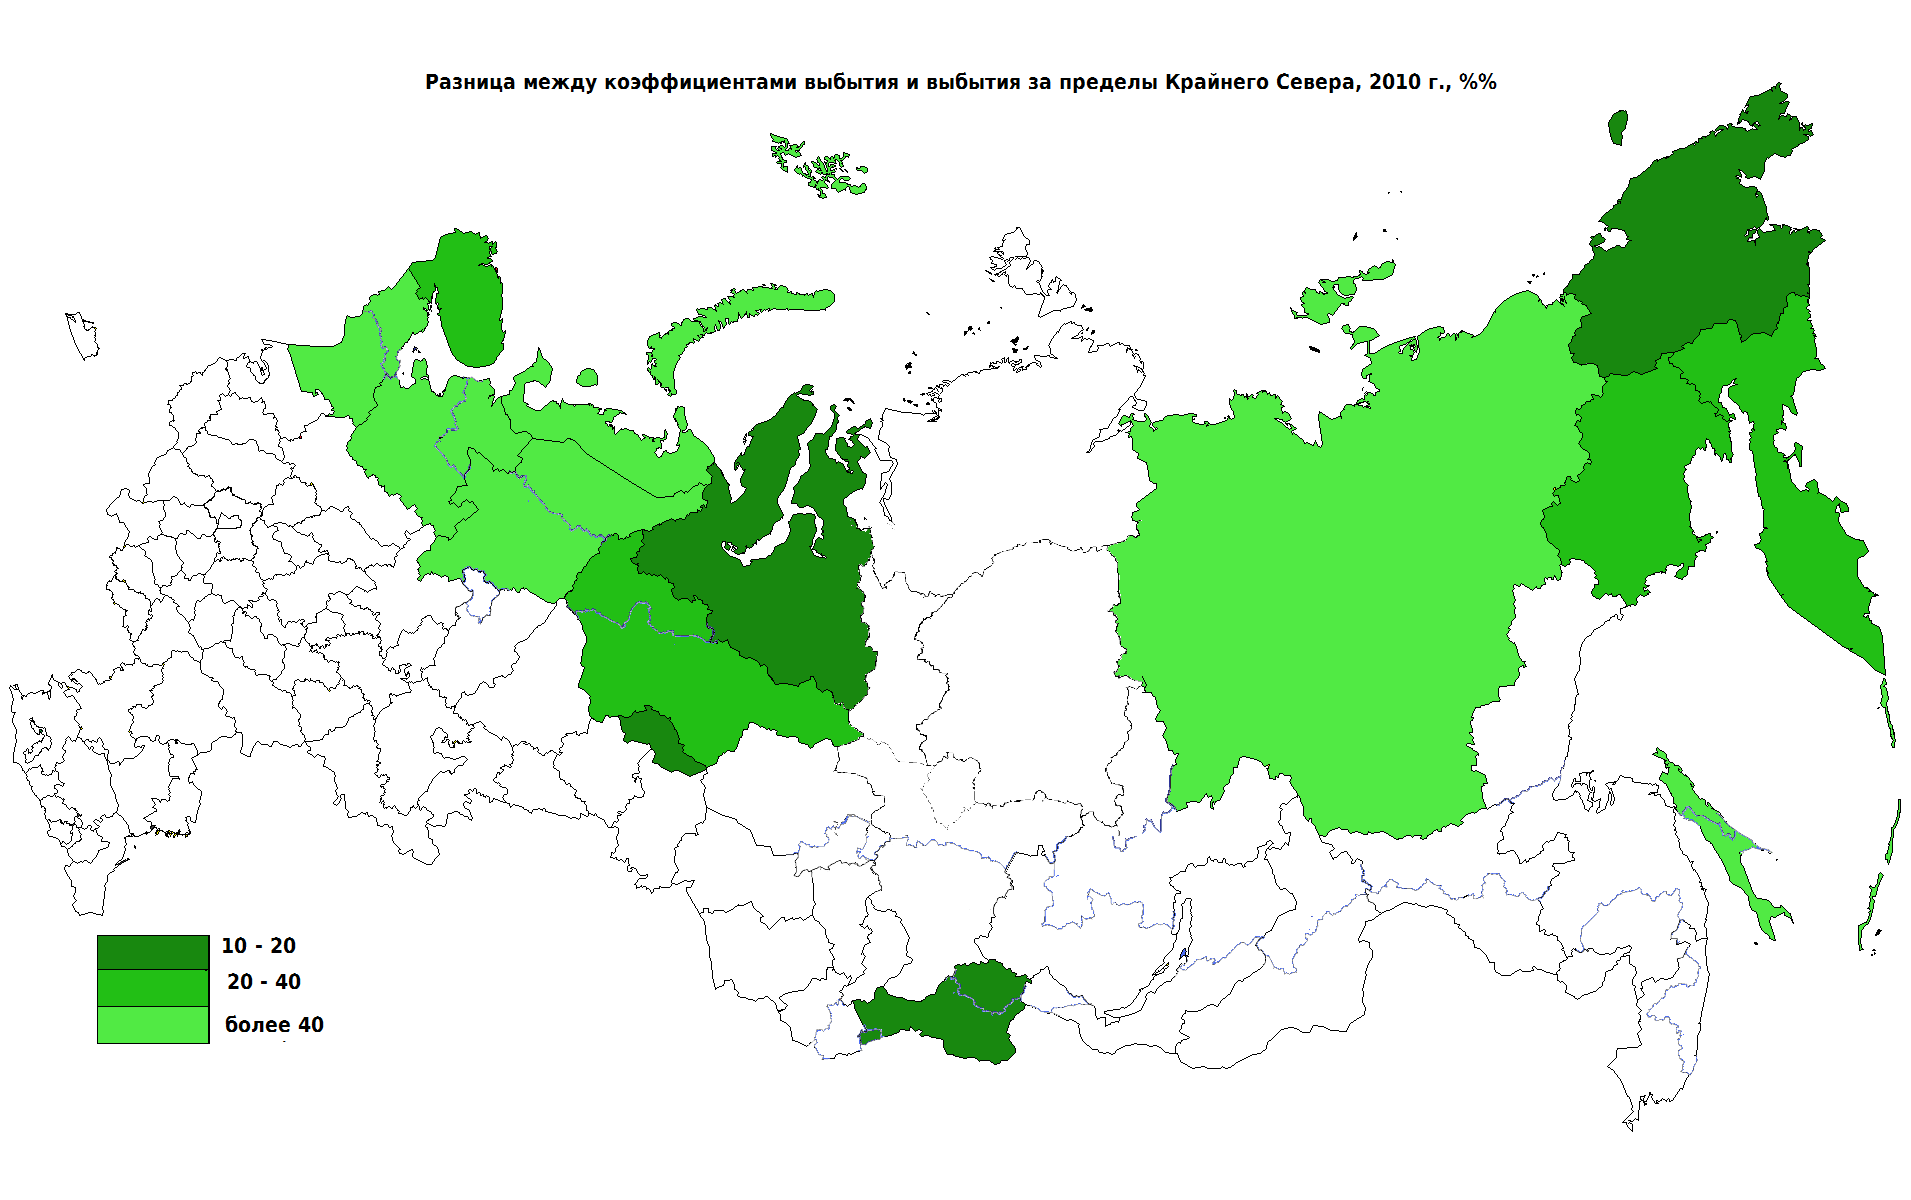 Разница между коэффициентами выбытия и выбытия за пределы Крайнего Севера, 2010 г., %%
10 - 20
20 - 40
более 40